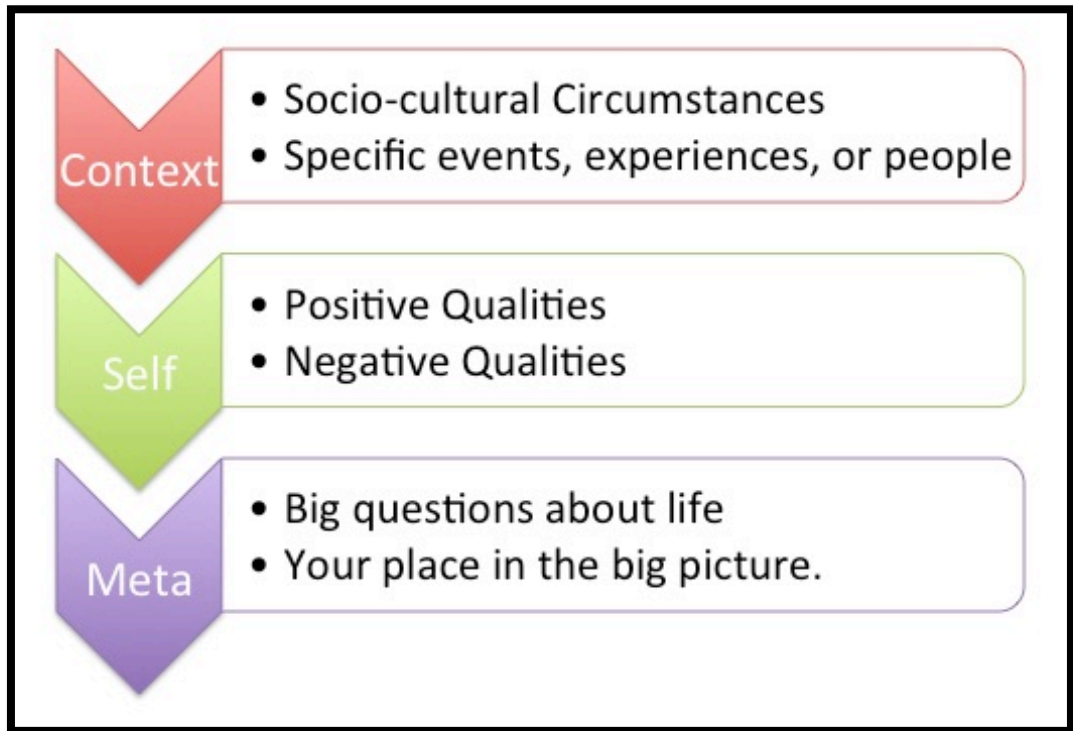 Context
• Socio-cultural Circumstances
• Specific events, experiences, or people
Self
• Positive Qualities
• Negative Qualities
Meta
• Big questions about life
• Your place in the big picture.